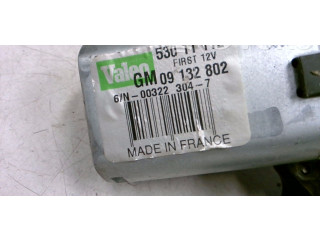 Valeo
FIRST 12V
GM 09 132 802
6/N-00322 304-7
MADE IN FRANCE